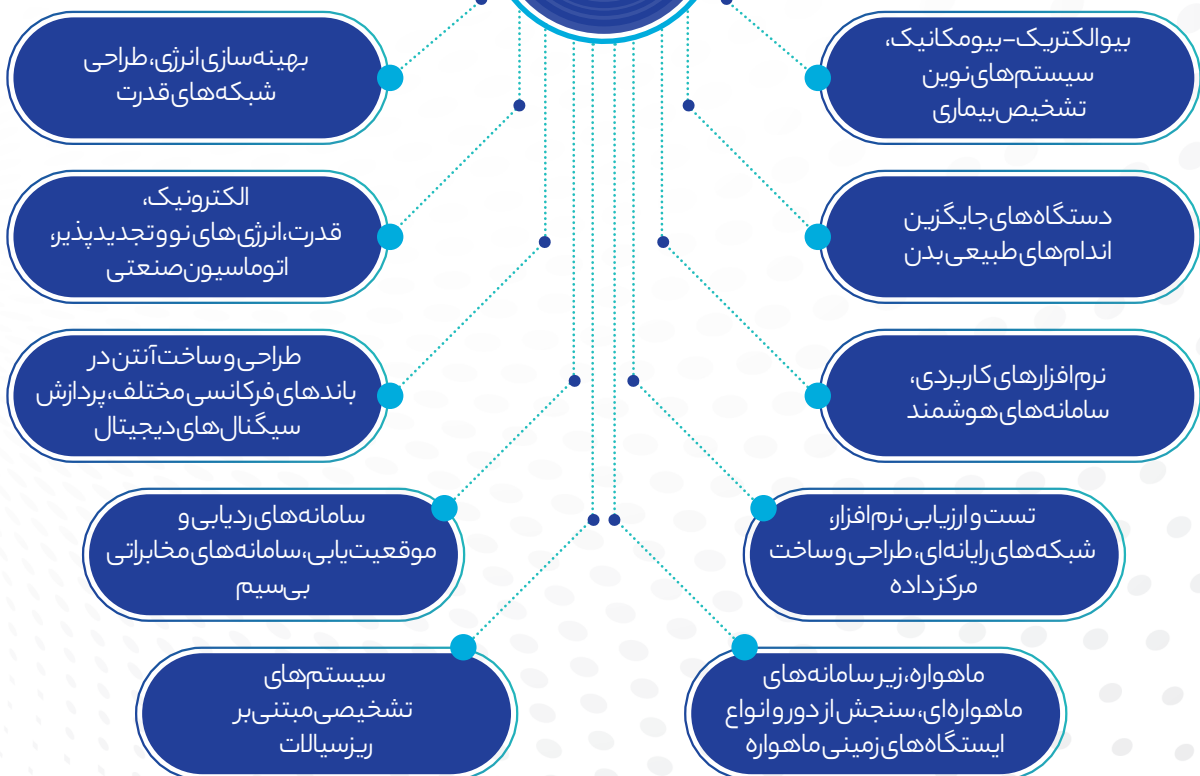 بیوالکتریک-بیومکانیک،
سیستم‌های نوین
تشخیص بیماری
دستگاه‌های جایگزین
اندام‌های طبیعی بدن
نرم‌افزارهای کاربردی،
سامانه‌های هوشمند
تست و ارزیابی نرم‌افزار،
شبکه‌های رایانه‌ای، طراحی و ساخت
مرکز داده
ماهواره، زیر سامانه‌های
ماهواره‌ای، سنجش از دور و انواع
ایستگاه‌های زمینی ماهواره
بهینه‌سازی انرژی، طراحی
شبکه‌های قدرت
الکترونیک،
قدرت، انرژی‌های نو و تجدیدپذیر،
اتوماسیون صنعتی
طراحی و ساخت آنتن در
باندهای فرکانسی مختلف، پردازش
سیگنال‌های دیجیتال
سامانه‌های ردیابی و
موقعیت‌یابی، سامانه‌های مخابراتی
بی‌سیم
سیستم‌های
تشخیصی مبتنی بر
ریزسیالات